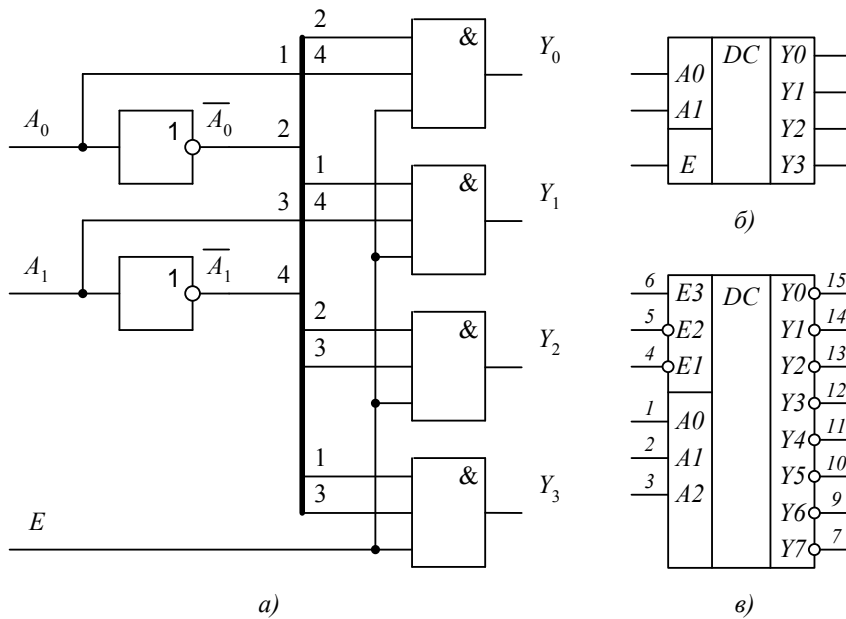 2
&
Y₀
1
4
A₀
1
A̅₀
2
1
&
Y₁
3
4
A₁
1
A̅₁
4
2
&
Y₂
3
1
&
Y₃
3
E
а)
DC
A0
A1
E
Y0
Y1
Y2
Y3
б)
DC
6 E3
5 E2
4 E1
1 A0
2 A1
3 A2
Y0 15
Y1 14
Y2 13
Y3 12
Y4 11
Y5 10
Y6 9
Y7 7
в)